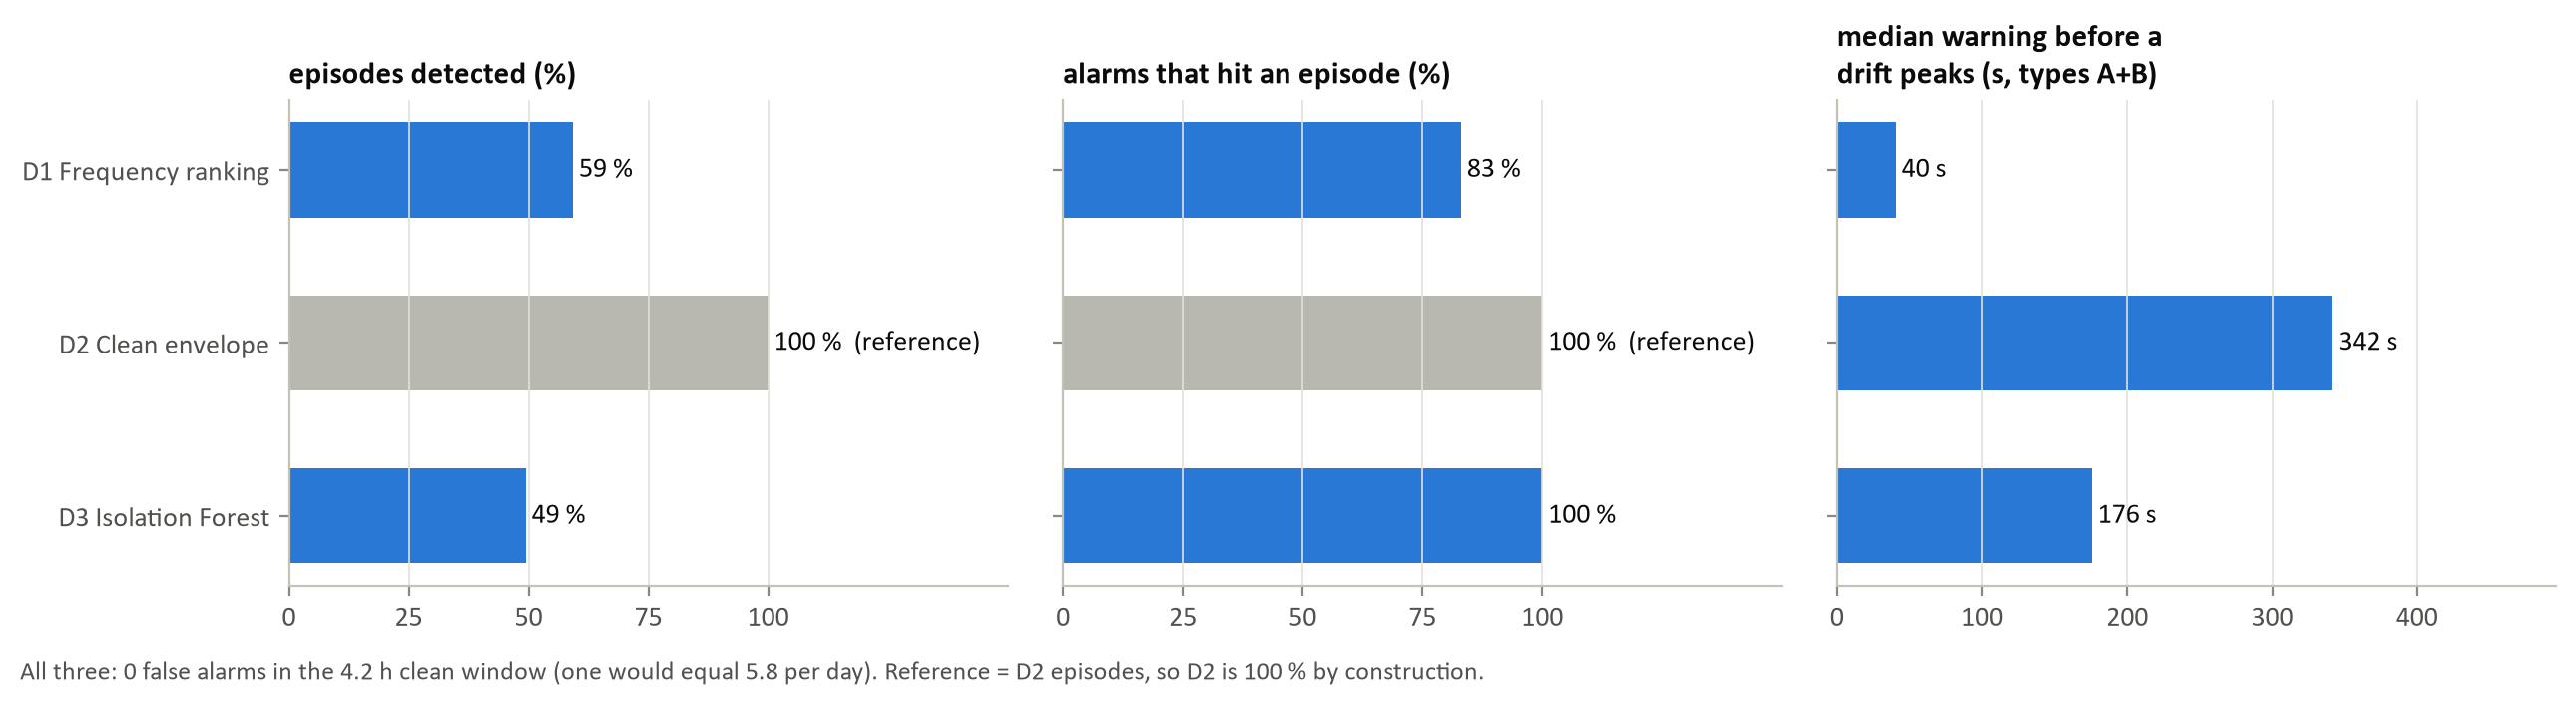 episodes detected (%)
alarms that hit an episode (%)
median warning before a
drift peaks (s, types A+B)
D1 Frequency ranking
59 %
83 %
40 s
D2 Clean envelope
100 % (reference)
100 % (reference)
342 s
D3 Isolation Forest
49 %
100 %
176 s
0 25 50 75 100
0 25 50 75 100
0 100 200 300 400
All three: 0 false alarms in the 4.2 h clean window (one would equal 5.8 per day). Reference = D2 episodes, so D2 is 100 % by construction.